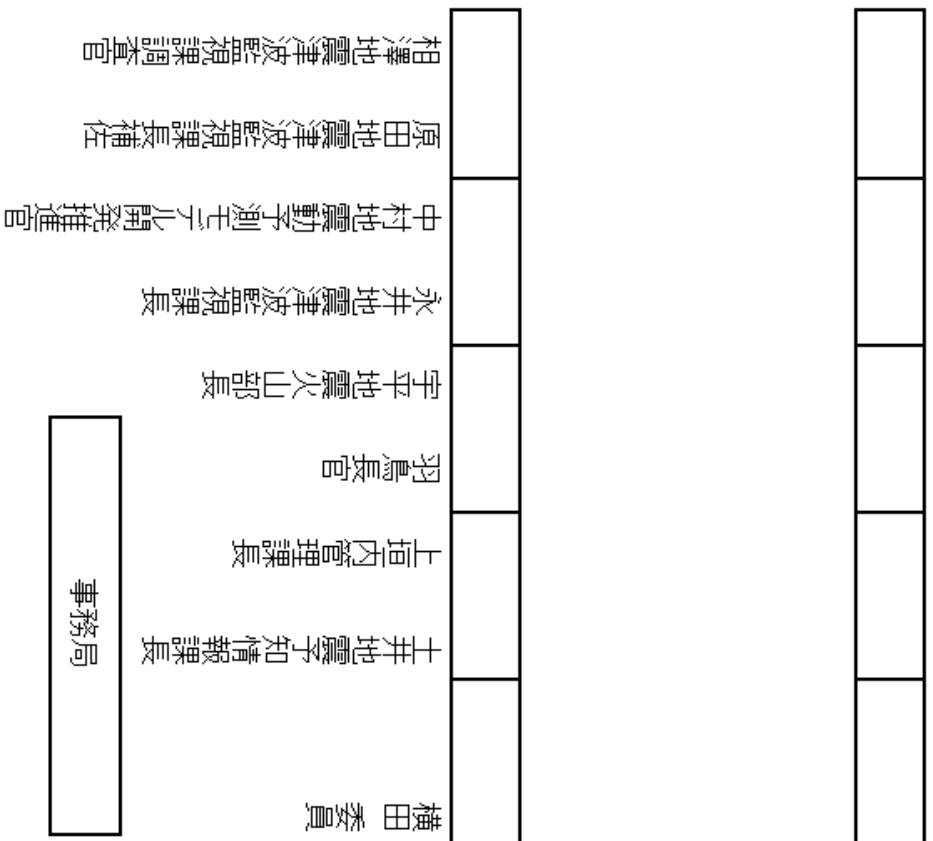 相澤地震津波監視課調査官
原田地震津波監視課長補佐
中村地震動予測モデル開発推進官
永井地震津波監視課長
宇平地震火山部長
羽鳥長官
上垣内管理課長
土井地震予知情報課長
横田 委員
事務局